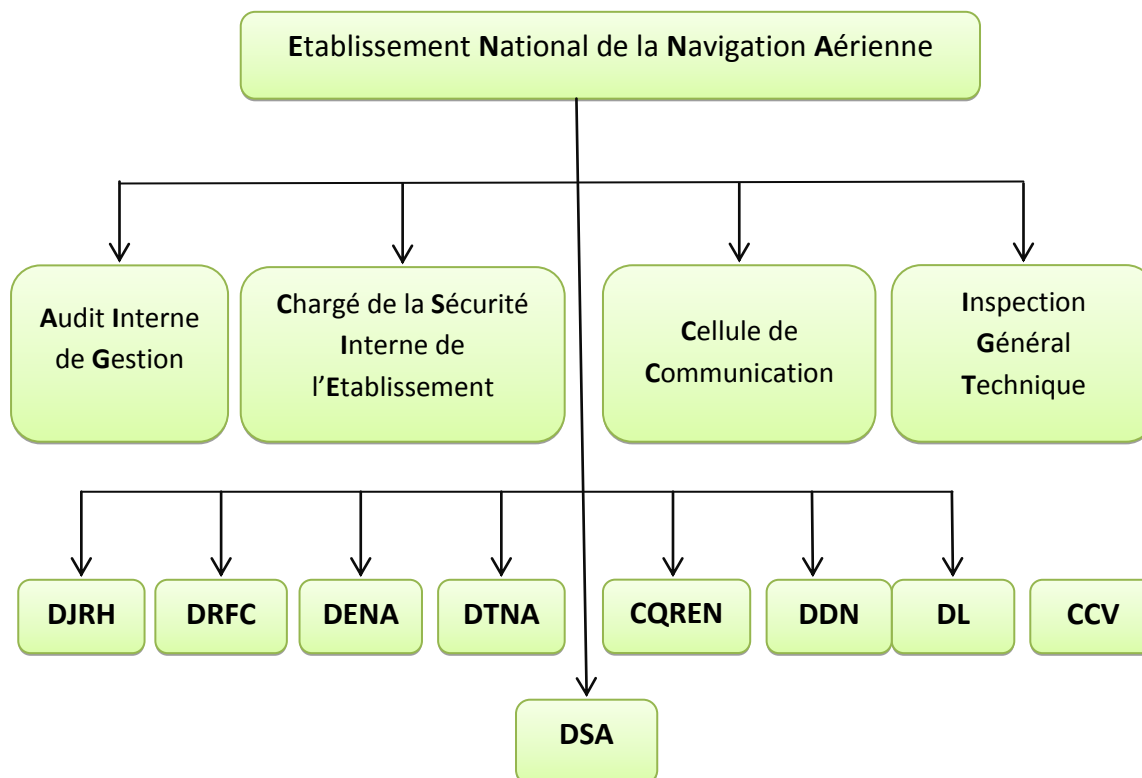 Etablissement National de la Navigation Aérienne
Audit Interne
de Gestion
Chargé de la Sécurité
Interne de
l’Etablissement
Cellule de
Communication
Inspection
Général
Technique
DJRH
DRFC
DENA
DTNA
CQREN
DDN
DL
CCV
DSA